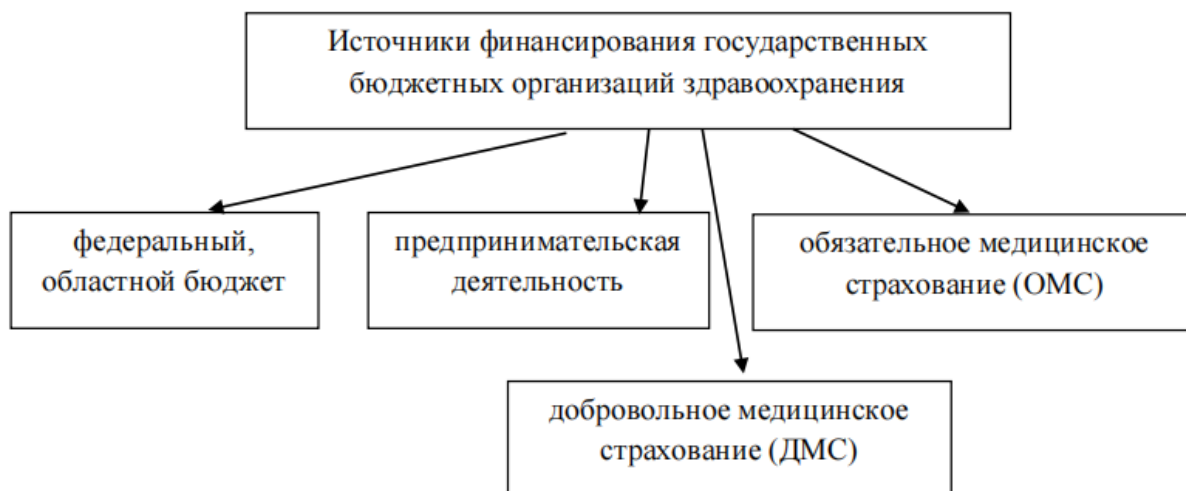 Источники финансирования государственных
бюджетных организаций здравоохранения
федеральный,
областной бюджет
предпринимательская
деятельность
обязательное медицинское
страхование (ОМС)
добровольное медицинское
страхование (ДМС)